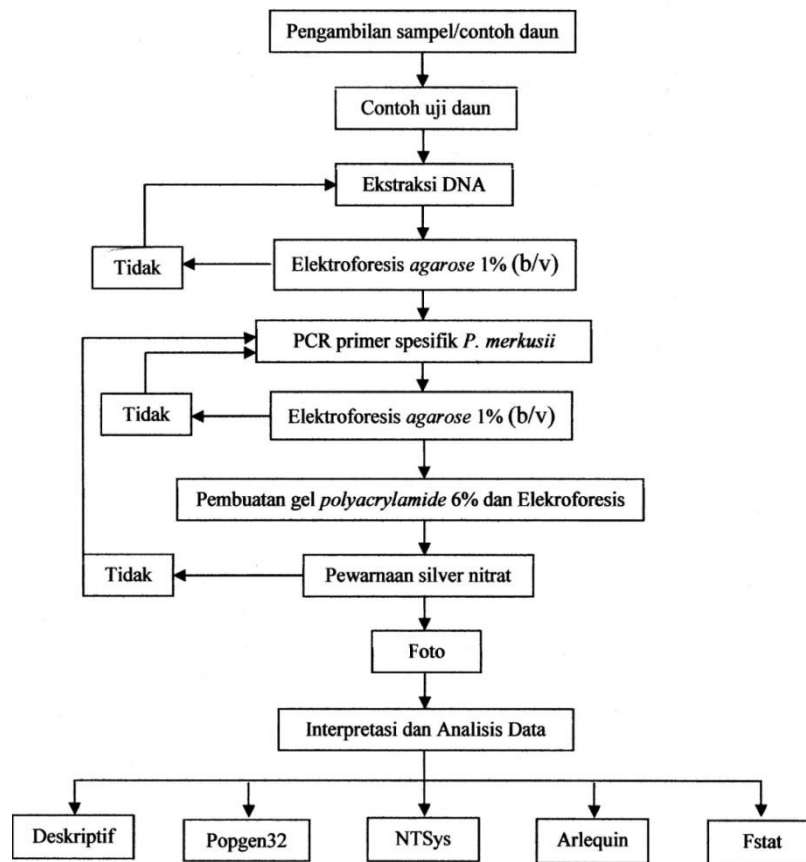 Pengambilan sampel/contoh daun
Contoh uji daun
Ekstraksi DNA
Tidak
Elektroforesis agarose 1% (b/v)
PCR primer spesifik P. merkusii
Tidak
Elektroforesis agarose 1% (b/v)
Pembuatan gel polyacrylamide 6% dan Elekroforesis
Tidak
Pewarnaan silver nitrat
Foto
Interpretasi dan Analisis Data
Deskriptif
Popgen32
NTSys
Arlequin
Fstat